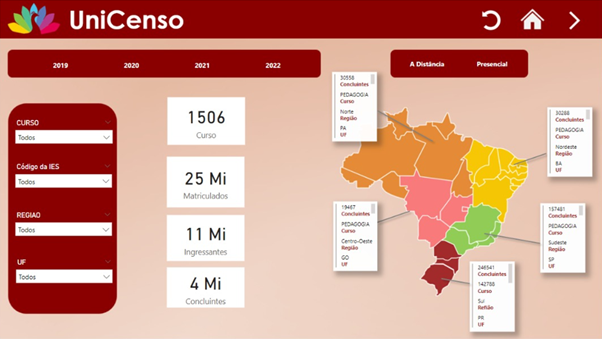 UniCenso
2019 2020 2021 2022
A Distância Presencial
CURSO
Todos
Código da IES
Todos
REGIAO
Todos
UF
Todos
1506
Curso
25 Mi
Matriculados
11 Mi
Ingressantes
4 Mi
Concluintes
30558
Concluintes
PEDAGOGIA
Curso
Norte
Região
PA
UF
30288
Concluintes
PEDAGOGIA
Curso
Nordeste
Região
BA
UF
19467
Concluintes
PEDAGOGIA
Curso
Centro-Oeste
Região
GO
UF
157481
Concluintes
PEDAGOGIA
Curso
Sudeste
Região
SP
UF
246541
Concluintes
142788
Curso
Sul
Região
PR
UF